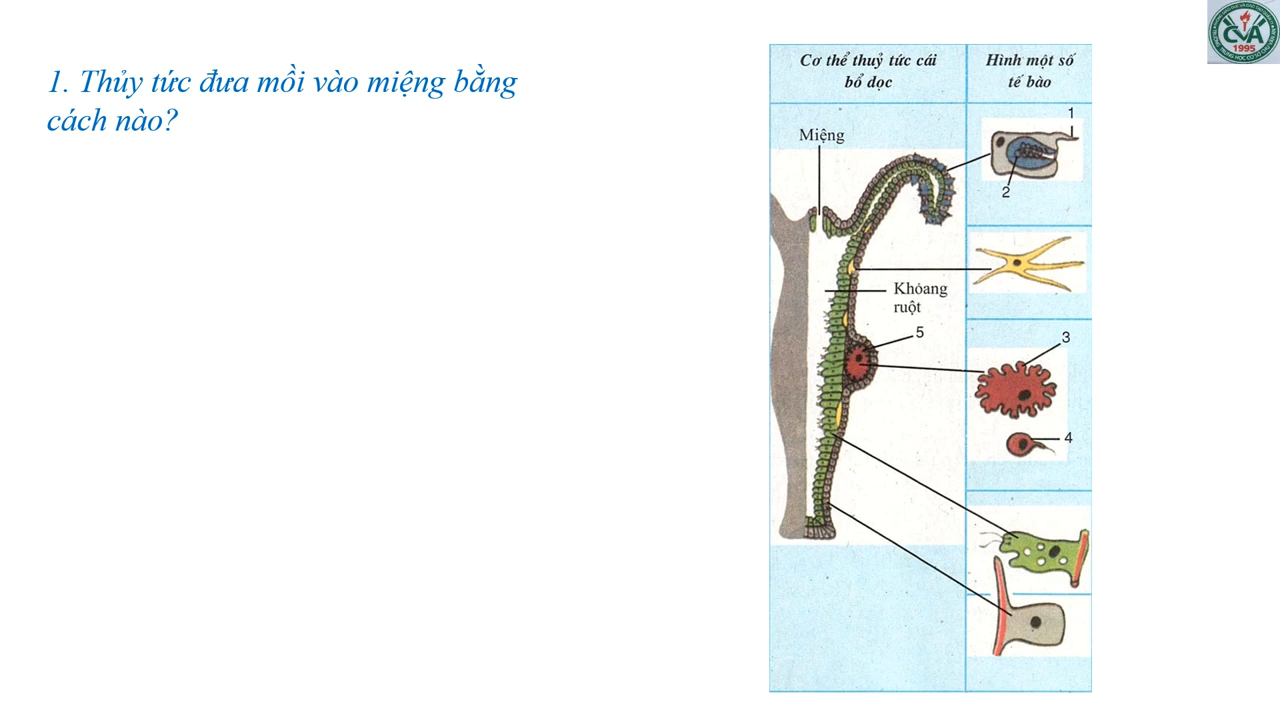 1. Thủy tức đưa mồi vào miệng bằng
cách nào?
CVA
1995
Cơ thể thuỷ tức cái
bổ dọc
Hình một số
tế bào
Miệng
1
2
Khoang
ruột
5
3
4